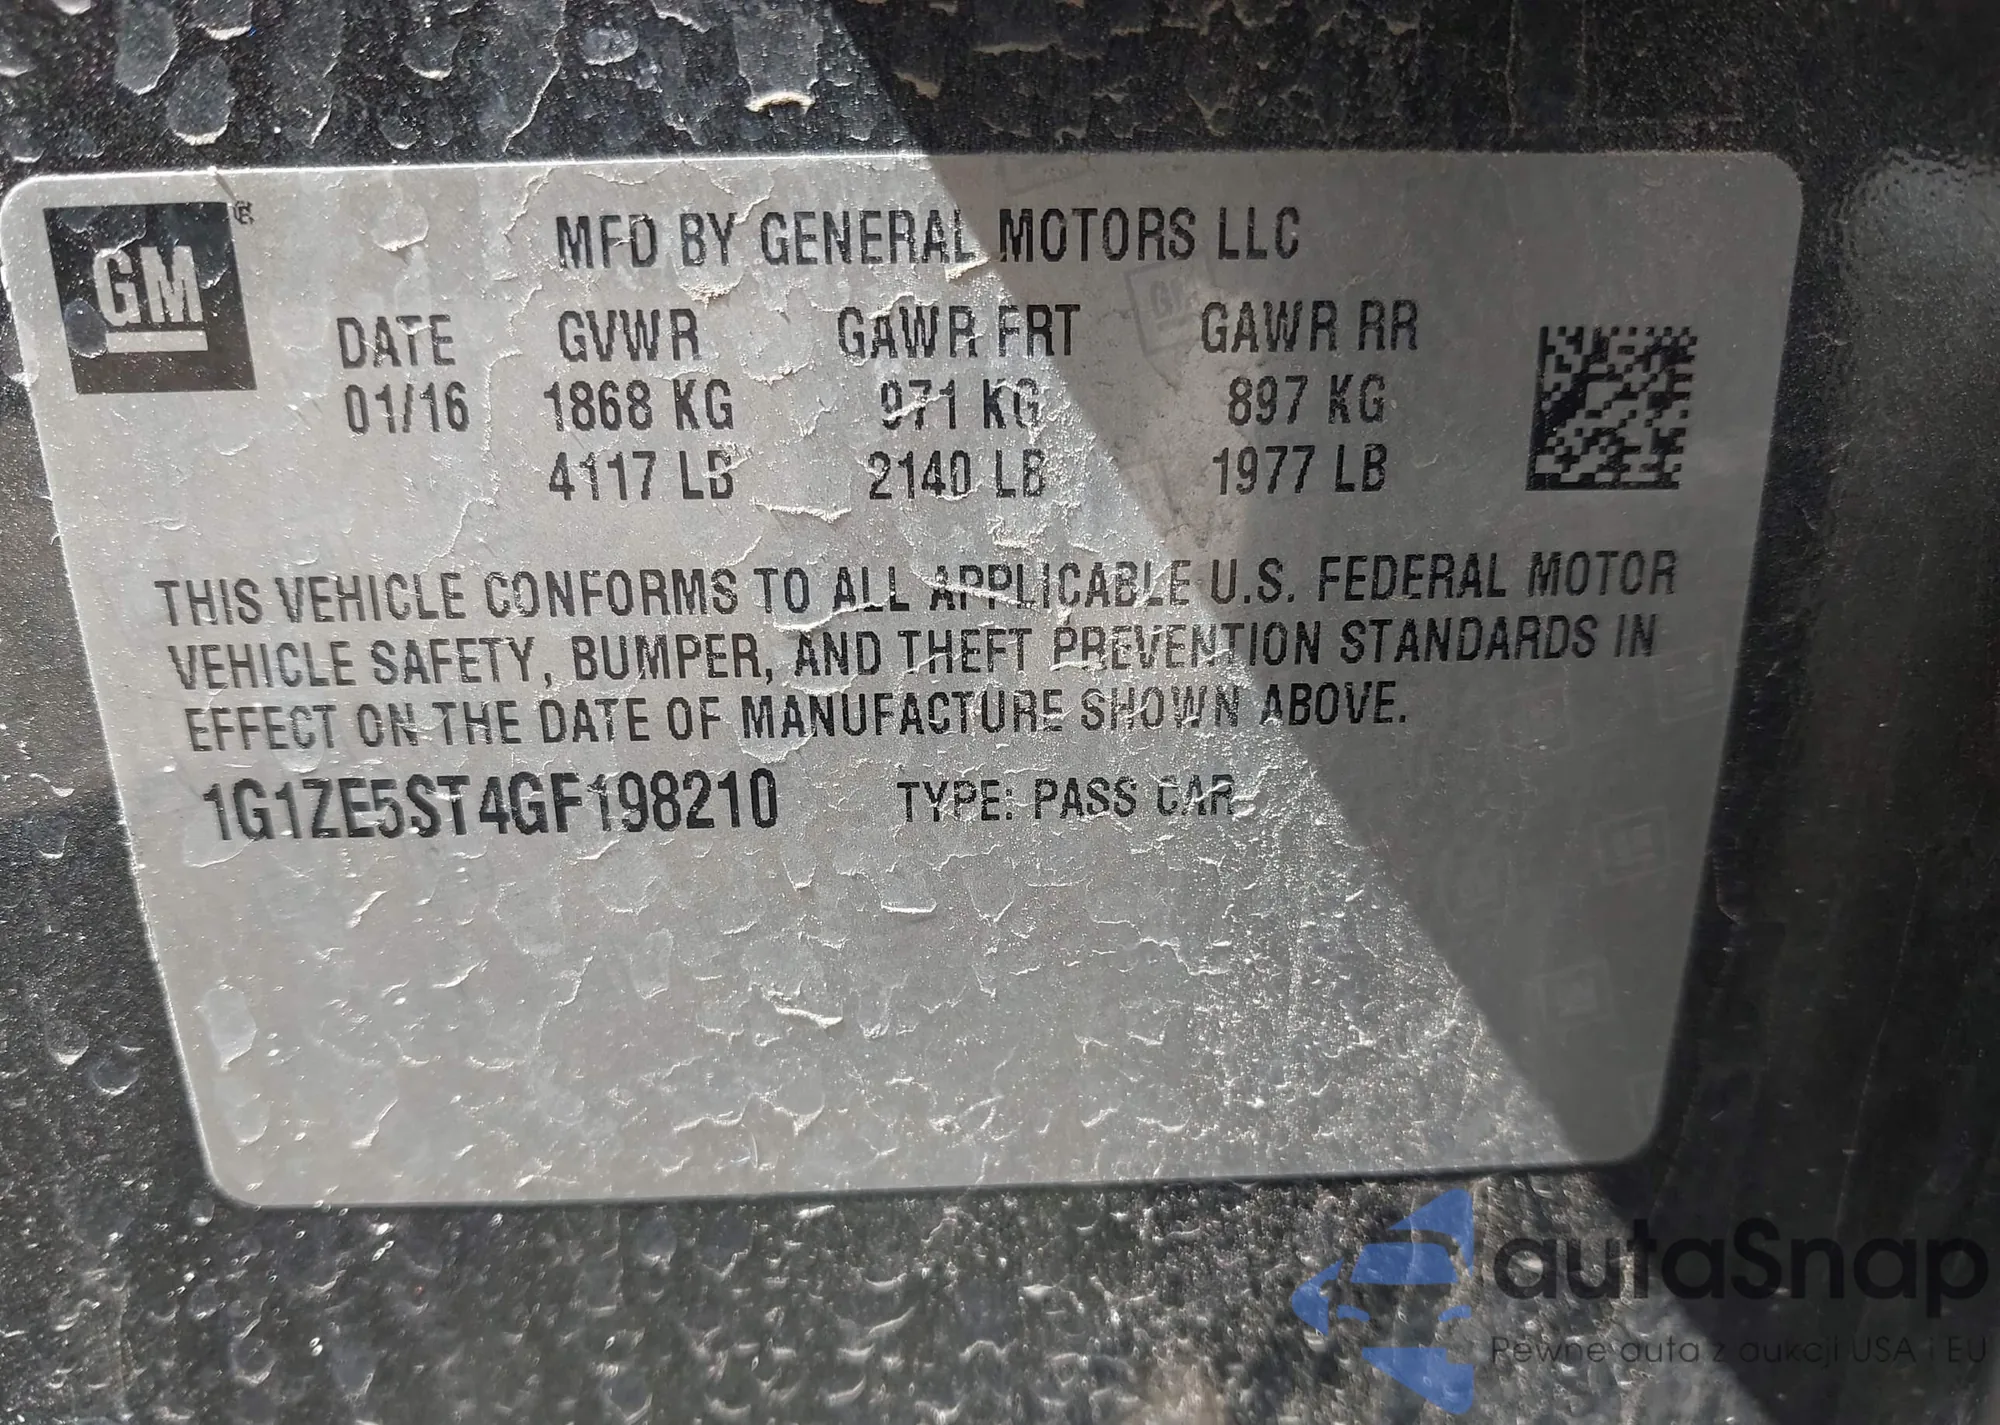 GM ®
MFD BY GENERAL MOTORS LLC
DATE GVWR GAWR FRT GAWR RR
01/16 1868 KG 971 KG 897 KG
4117 LB 2140 LB 1977 LB
THIS VEHICLE CONFORMS TO ALL APPLICABLE U.S. FEDERAL MOTOR
VEHICLE SAFETY, BUMPER, AND THEFT PREVENTION STANDARDS IN
EFFECT ON THE DATE OF MANUFACTURE SHOWN ABOVE.
1G1ZE5ST4GF198210 TYPE: PASS CAR
autaSnap
Pewne auta z aukcji USA i EU